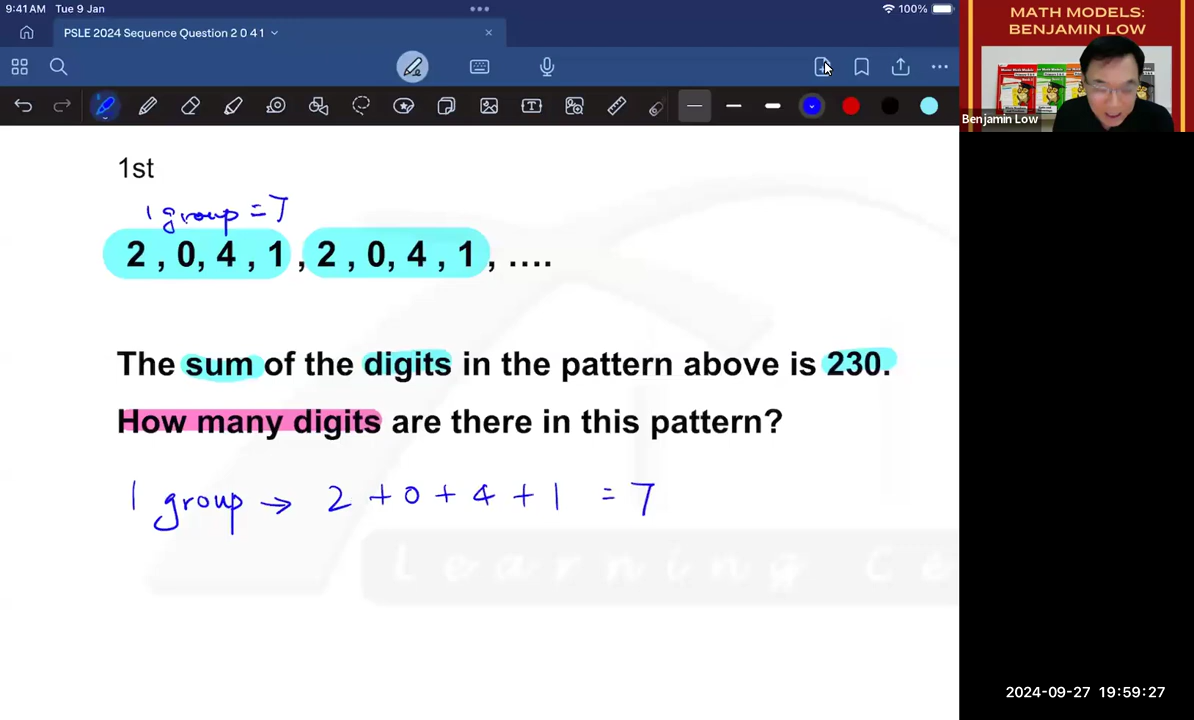 9:41 AM Tue 9 Jan
100%
PSLE 2024 Sequence Question 2 0 4 1
MATH MODELS:
BENJAMIN LOW
Benjamin Low
1st
1 group = 7
2 , 0, 4 , 1 , 2 , 0, 4 , 1 , ....
The sum of the digits in the pattern above is 230.
How many digits are there in this pattern?
1 group → 2 + 0 + 4 + 1 = 7
Learning Ce
2024-09-27 19:59:27